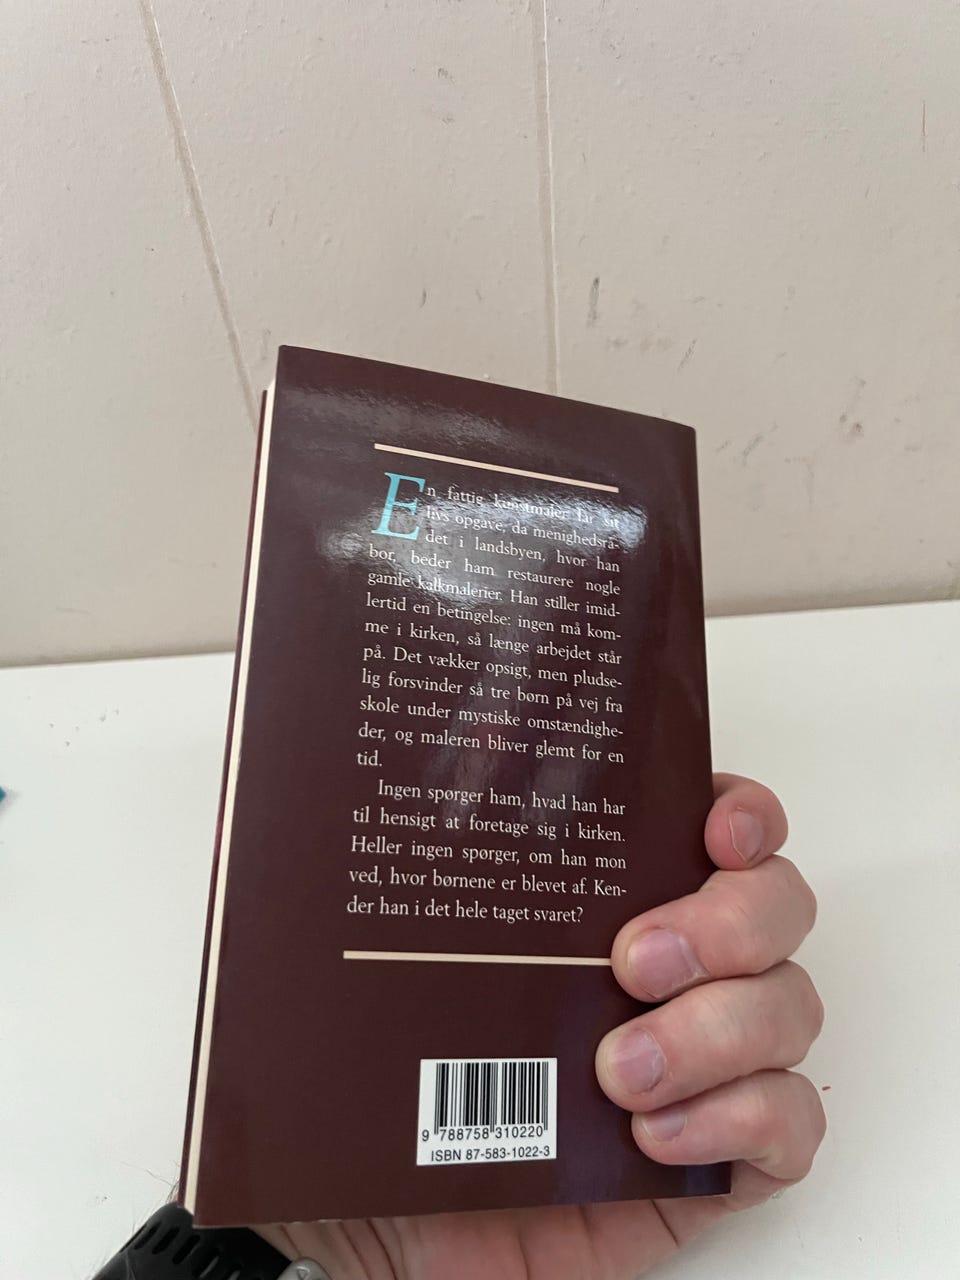 En fattig kunstmaler får sit
livs opgave, da menighedsrå-
det i landsbyen, hvor han
bor, beder ham restaurere nogle
gamle kalkmalerier. Han stiller imid-
lertid en betingelse: ingen må kom-
me i kirken, så længe arbejdet står
på. Det vækker opsigt, men pludse-
lig forsvinder så tre børn på vej fra
skole under mystiske omstændighe-
der, og maleren bliver glemt for en
tid.
Ingen spørger ham, hvad han har
til hensigt at foretage sig i kirken.
Heller ingen spørger, om han mon
ved, hvor børnene er blevet af. Ken-
der han i det hele taget svaret?
9 788758 310220
ISBN 87-583-1022-3